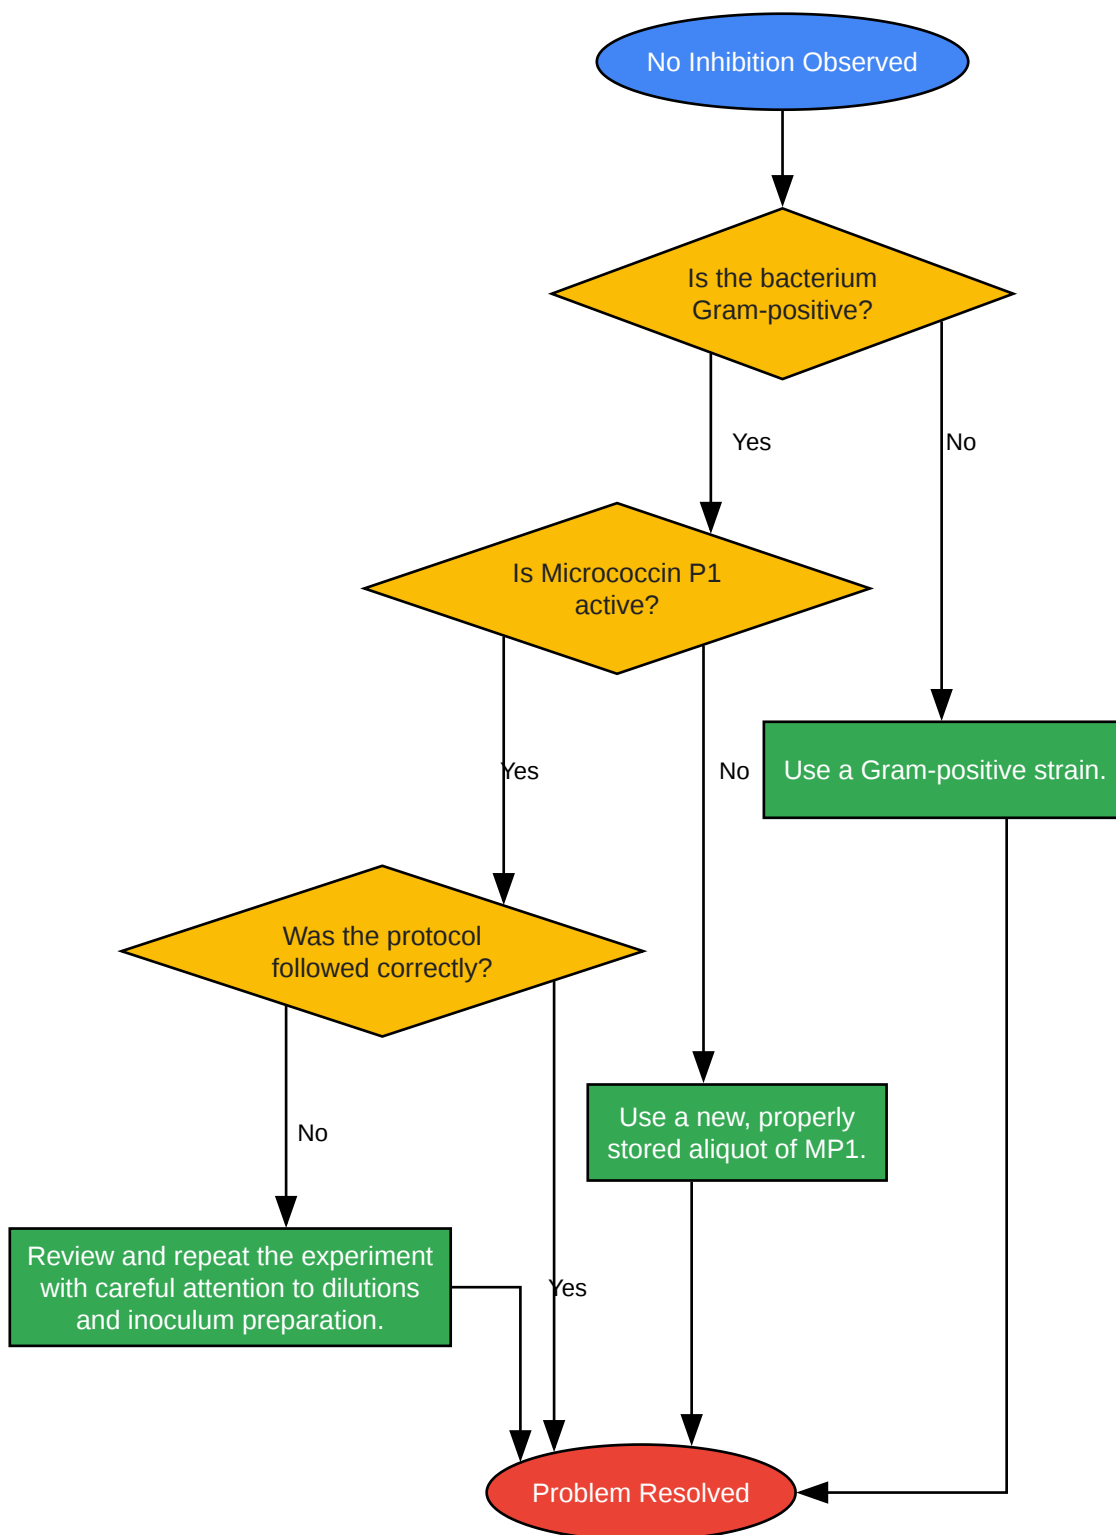 No Inhibition Observed
Is the bacterium
Gram-positive?
Yes
No
Is Micrococcin P1
active?
Yes
No
Use a Gram-positive strain.
Was the protocol
followed correctly?
No
Use a new, properly
stored aliquot of MP1.
Review and repeat the experiment
with careful attention to dilutions
and inoculum preparation.
Yes
Problem Resolved